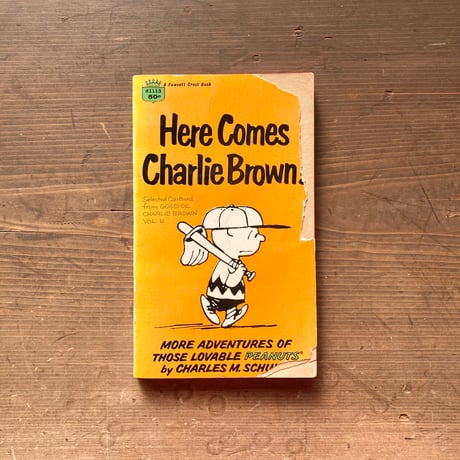 d1113
50¢
A Fawcett Crest Book
Here Comes
Charlie Brown
Selected Cartoons
from GOOD OL'
CHARLIE BROWN
VOL. II
MORE ADVENTURES OF
THOSE LOVABLE PEANUTS®
by CHARLES M. SCHU